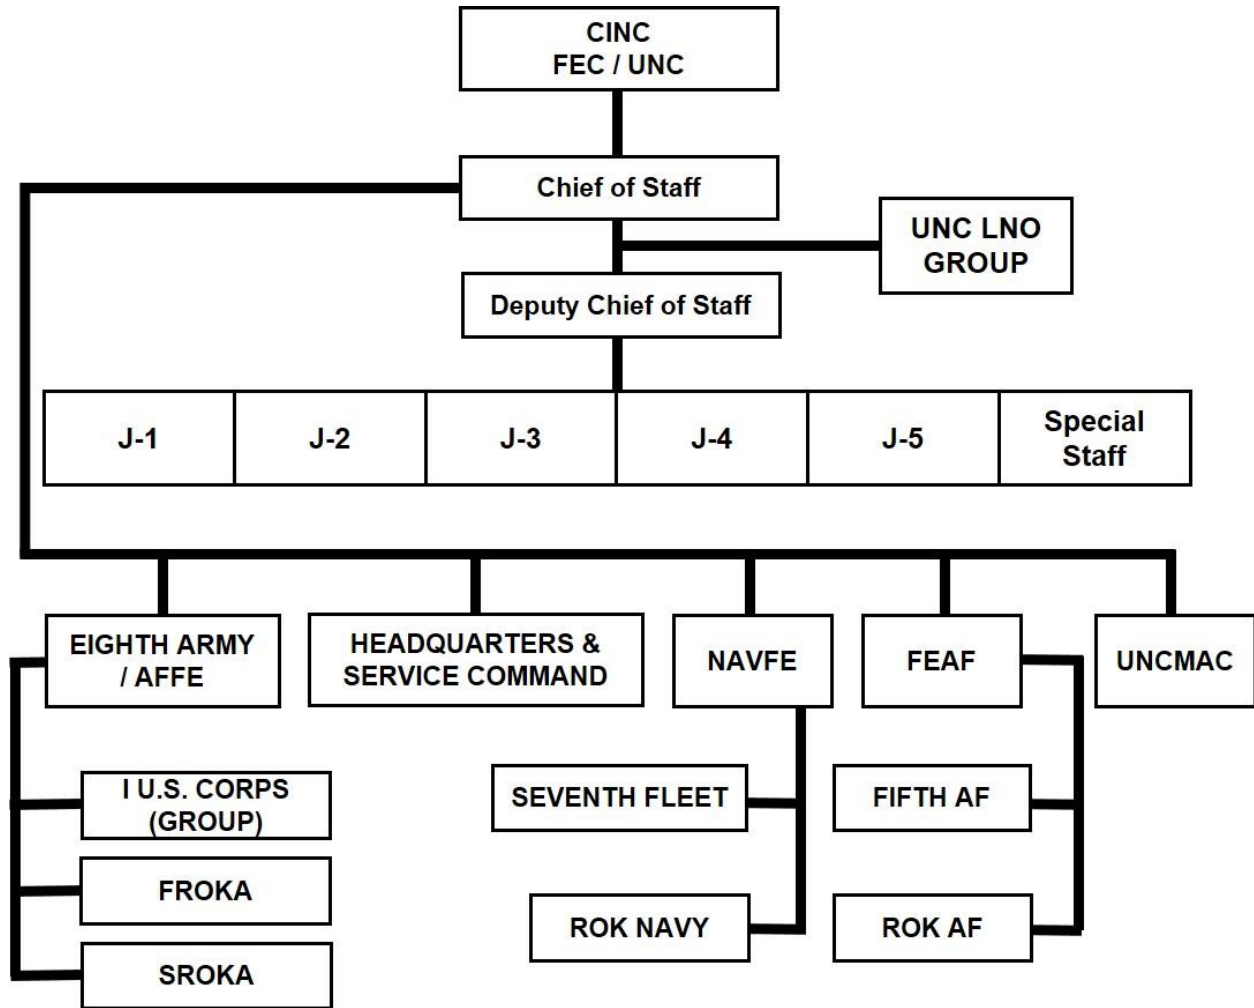 CINC
FEC / UNC
Chief of Staff
UNC LNO
GROUP
Deputy Chief of Staff
J-1
J-2
J-3
J-4
J-5
Special
Staff
EIGHTH ARMY
/ AFFE
HEADQUARTERS &
SERVICE COMMAND
NAVFE
FEAF
UNCMAC
I U.S. CORPS
(GROUP)
SEVENTH FLEET
FIFTH AF
FROKA
ROK NAVY
ROK AF
SROKA